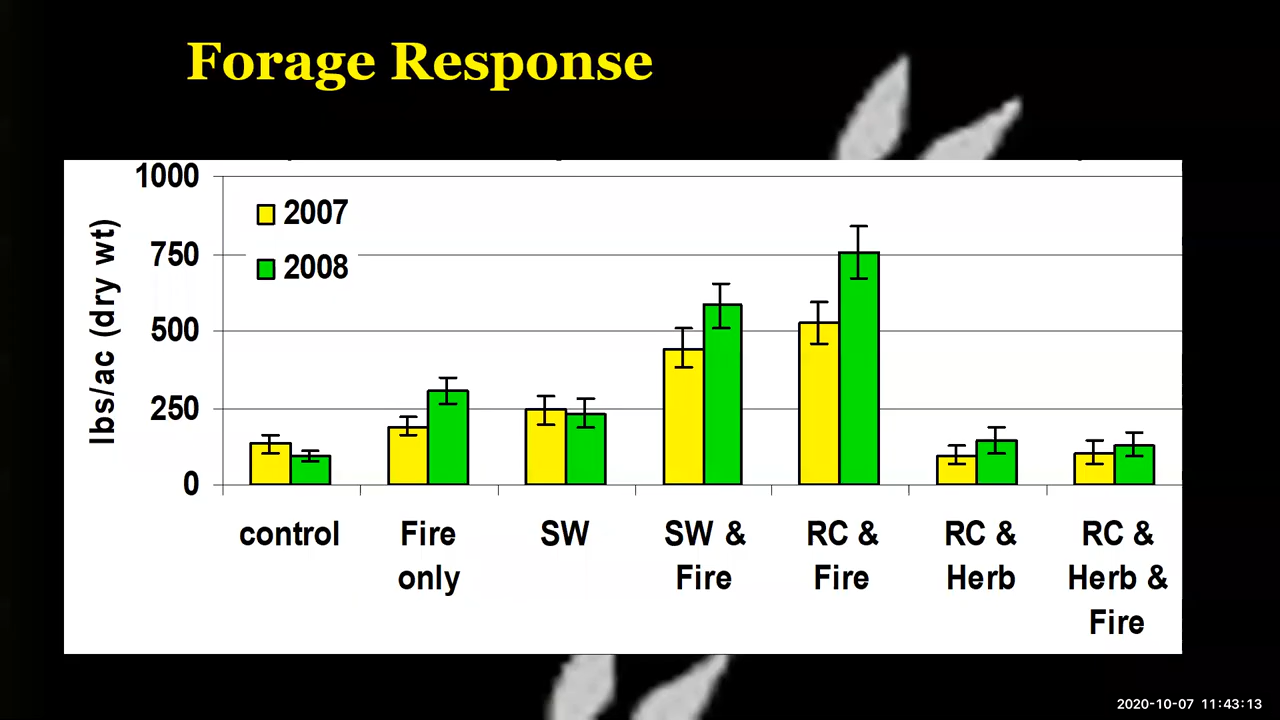 Forage Response
1000
750
500
250
0
lbs/ac (dry wt)
2007
2008
control
Fire only
SW
SW & Fire
RC & Fire
RC & Herb
RC & Herb & Fire
2020-10-07 11:43:13